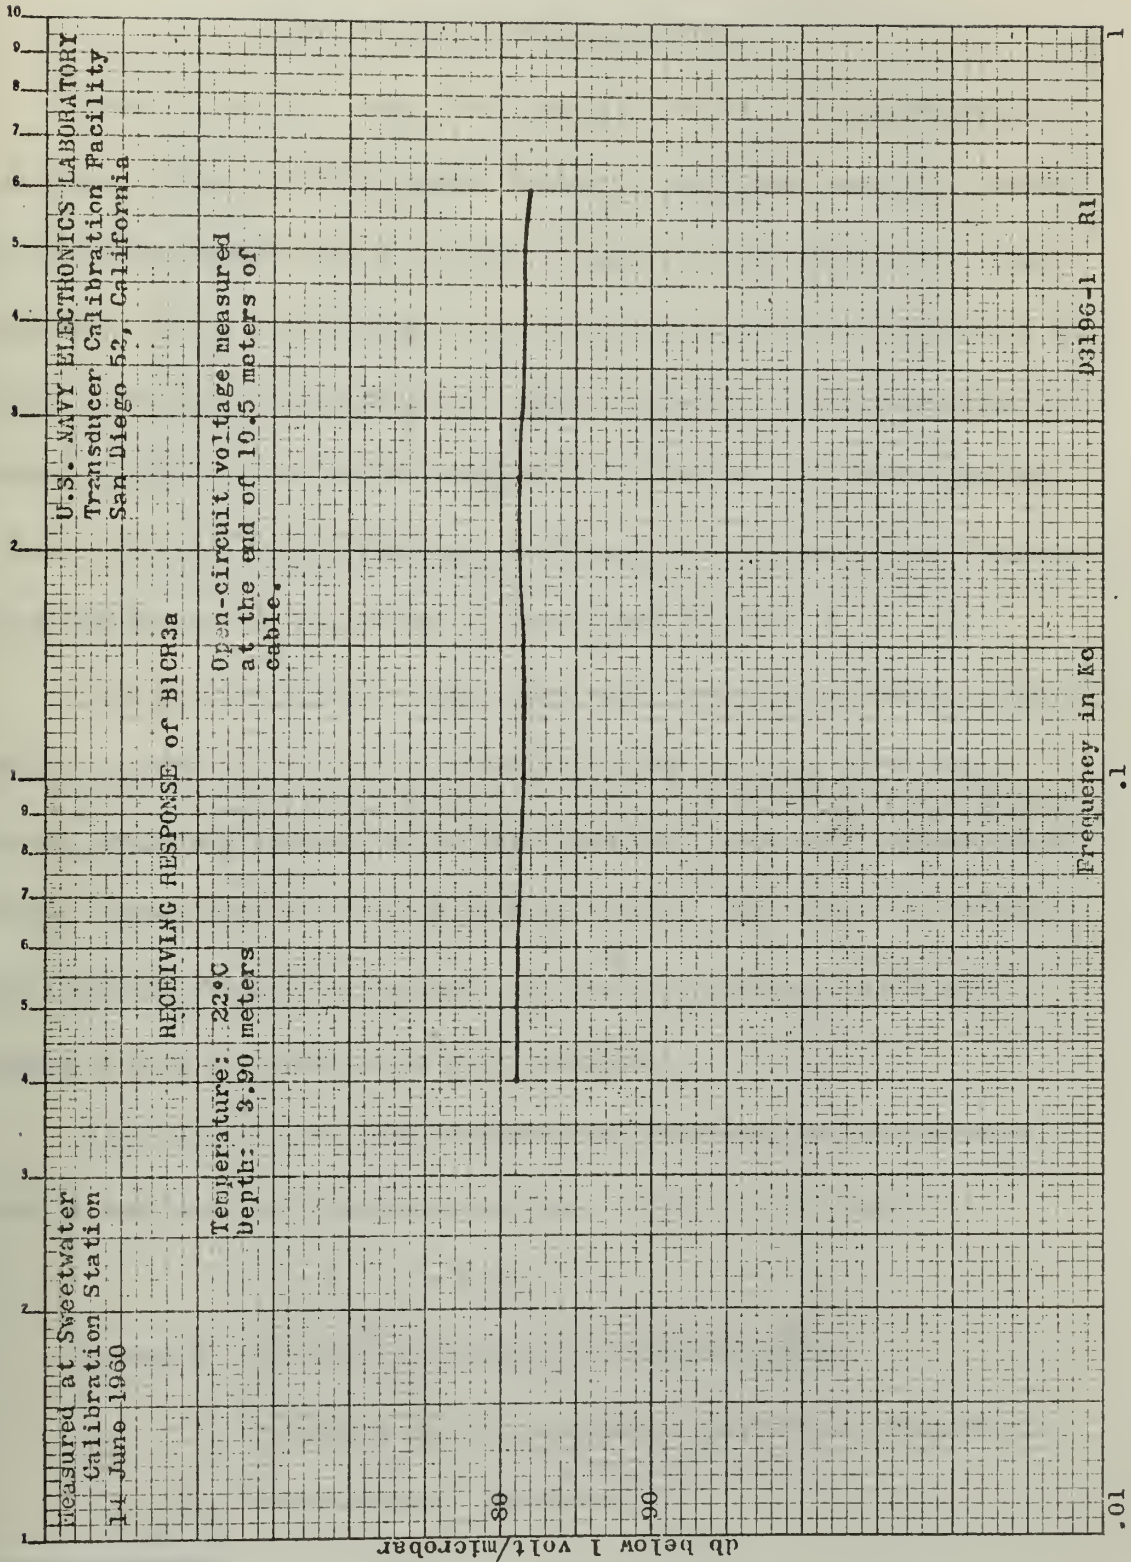 Measured at Sweetwater
Calibration Station
14 June 1960
U.S. NAVY ELECTRONICS LABORATORY
Transducer Calibration Facility
San Diego 52, California
RECEIVING RESPONSE of B1CR3a
Temperature: 22°C
Depth: 3.90 meters
Open-circuit voltage measured
at the end of 10.5 meters of
cable.
db below 1 volt/microbar
80
90
1 2 3 4 5 6 7 8 9 1 2 3 4 5 6 7 8 9 10
.01 .1 1
Frequency in Kc
D3196-1 R1